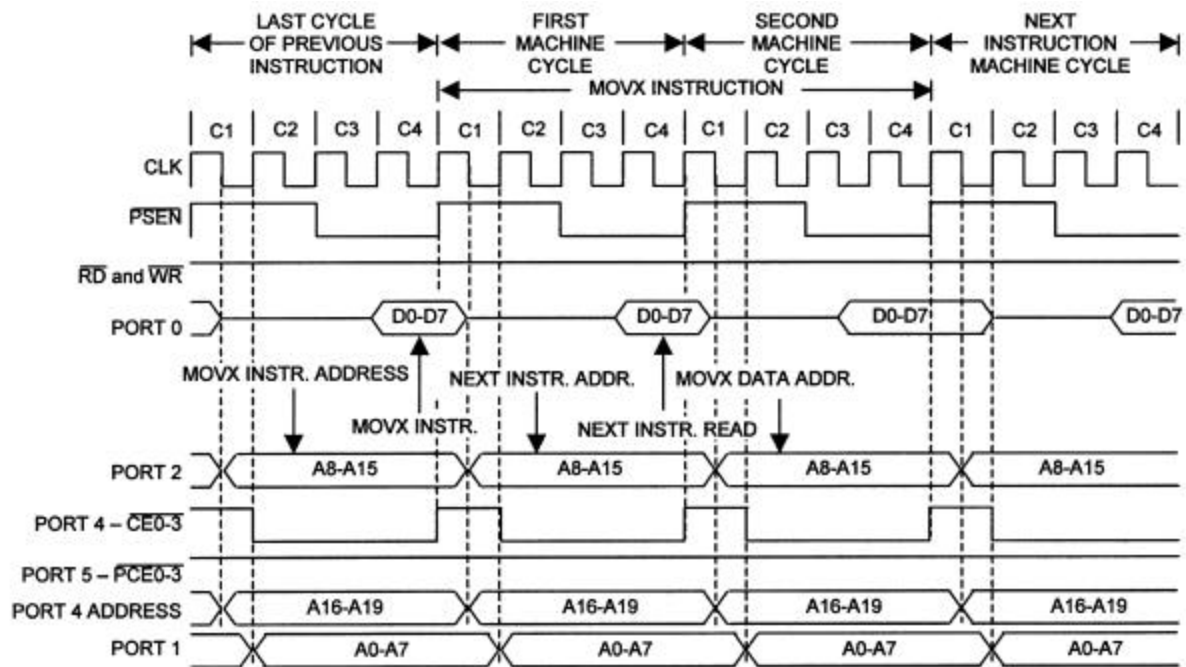 LAST CYCLE
OF PREVIOUS
INSTRUCTION
FIRST
MACHINE
CYCLE
SECOND
MACHINE
CYCLE
NEXT
INSTRUCTION
MACHINE CYCLE
MOVX INSTRUCTION
C1 C2 C3 C4 C1 C2 C3 C4 C1 C2 C3 C4 C1 C2 C3 C4
CLK
PSEN
RD and WR
PORT 0 D0-D7 D0-D7 D0-D7 D0-D7
MOVX INSTR. ADDRESS NEXT INSTR. ADDR. MOVX DATA ADDR.
MOVX INSTR. NEXT INSTR. READ
PORT 2 A8-A15 A8-A15 A8-A15 A8-A15
PORT 4 – CE0-3
PORT 5 – PCE0-3
PORT 4 ADDRESS A16-A19 A16-A19 A16-A19 A16-A19
PORT 1 A0-A7 A0-A7 A0-A7 A0-A7